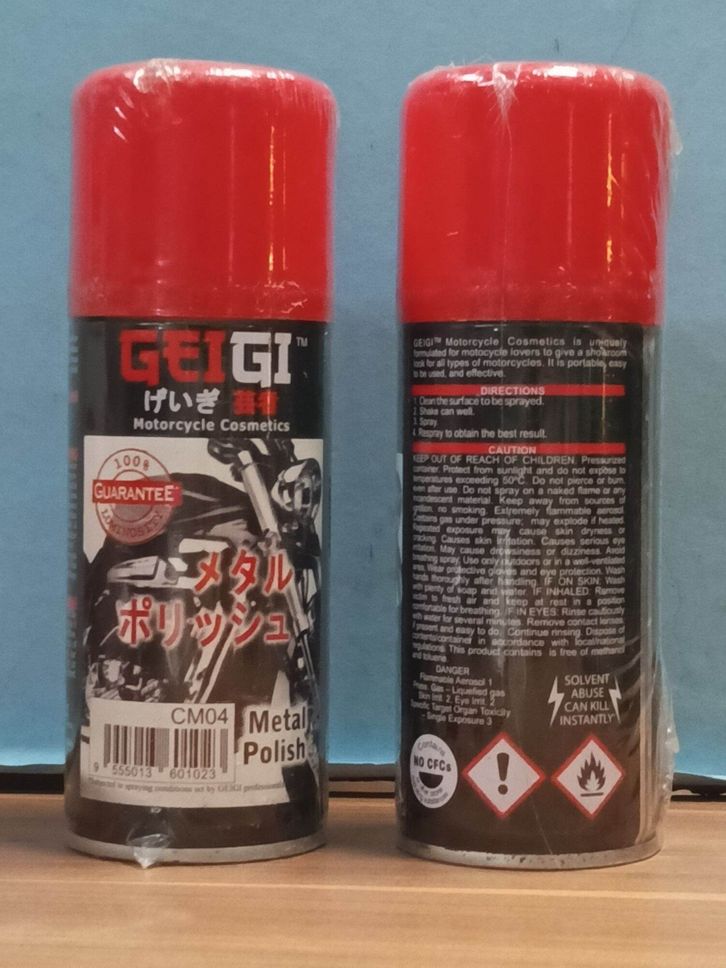 GEIGI™
げいぎ 芸者
Motorcycle Cosmetics
100%
GUARANTEE
LUMINOSITY
メタル
ポリッシュ
CM04
9 555013 601023
Metal
Polish
*Subjected to spraying conditions set by GEIGI professionals
GEIGI™ Motorcycle Cosmetics is uniquely
formulated for motocycle lovers to give a showroom
look for all types of motorcycles. It is portable, easy
to be used, and effective.
DIRECTIONS
1. Clean the surface to be sprayed.
2. Shake can well.
3. Spray
4. Respray to obtain the best result.
CAUTION
KEEP OUT OF REACH OF CHILDREN. Pressurized
container. Protect from sunlight and do not expose to
temperatures exceeding 50°C. Do not pierce or burn,
even after use. Do not spray on a naked flame or any
incandescent material. Keep away from sources of
ignition, no smoking. Extremely flammable aerosol.
Contains gas under pressure; may explode if heated.
Repeated exposure may cause skin dryness or
cracking. Causes skin irritation. Causes serious eye
irritation. May cause drowsiness or dizziness. Avoid
breathing spray. Use only outdoors or in a well-ventilated
area. Wear protective gloves and eye protection. Wash
hands thoroughly after handling. IF ON SKIN: Wash
with plenty of soap and water. IF INHALED: Remove
victim to fresh air and keep at rest in a position
comfortable for breathing. IF IN EYES: Rinse cautiously
with water for several minutes. Remove contact lenses,
if present and easy to do. Continue rinsing. Dispose of
contents/container in accordance with local/national
regulations. This product contains is free of methanol
and toluene.
DANGER
Flammable Aerosol 1
Press. Gas – Liquefied gas
Skin Irrit. 2, Eye Irrit. 2
Specific Target Organ Toxicity
- Single Exposure 3
SOLVENT
ABUSE
CAN KILL
INSTANTLY
Contains
NO CFCs